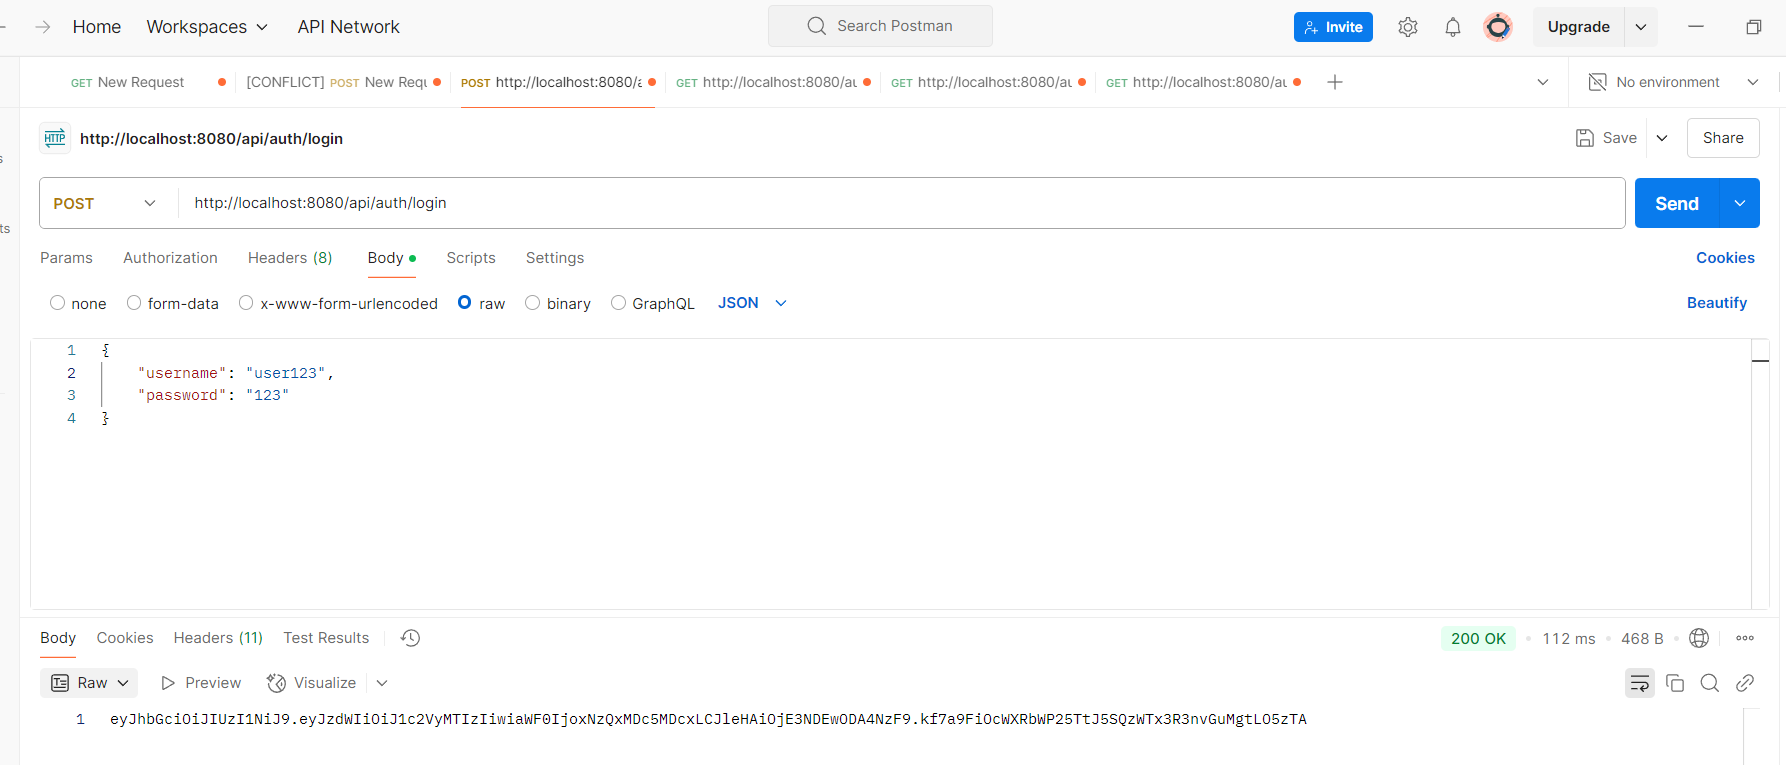 Home Workspaces API Network Search Postman Invite Upgrade
GET New Request [CONFLICT] POST New Requ POST http://localhost:8080/a GET http://localhost:8080/au GET http://localhost:8080/au GET http://localhost:8080/au No environment
HTTP http://localhost:8080/api/auth/login Save Share
s
POST http://localhost:8080/api/auth/login Send
ts
Params Authorization Headers (8) Body Scripts Settings Cookies
none form-data x-www-form-urlencoded raw binary GraphQL JSON Beautify
1 {
2 "username": "user123",
3 "password": "123"
4 }
Body Cookies Headers (11) Test Results 200 OK 112 ms 468 B
Raw Preview Visualize
1 eyJhbGciOiJIUzI1NiJ9.eyJzdWIiOiJ1c2VyMTIzIiwiaWF0IjoxNzQxMDc5MDcxLCJleHAiOjE3NDEwODA4NzF9.kf7a9FiOcWXRbWP25TtJ5SQzWTx3R3nvGuMgtLO5zTA